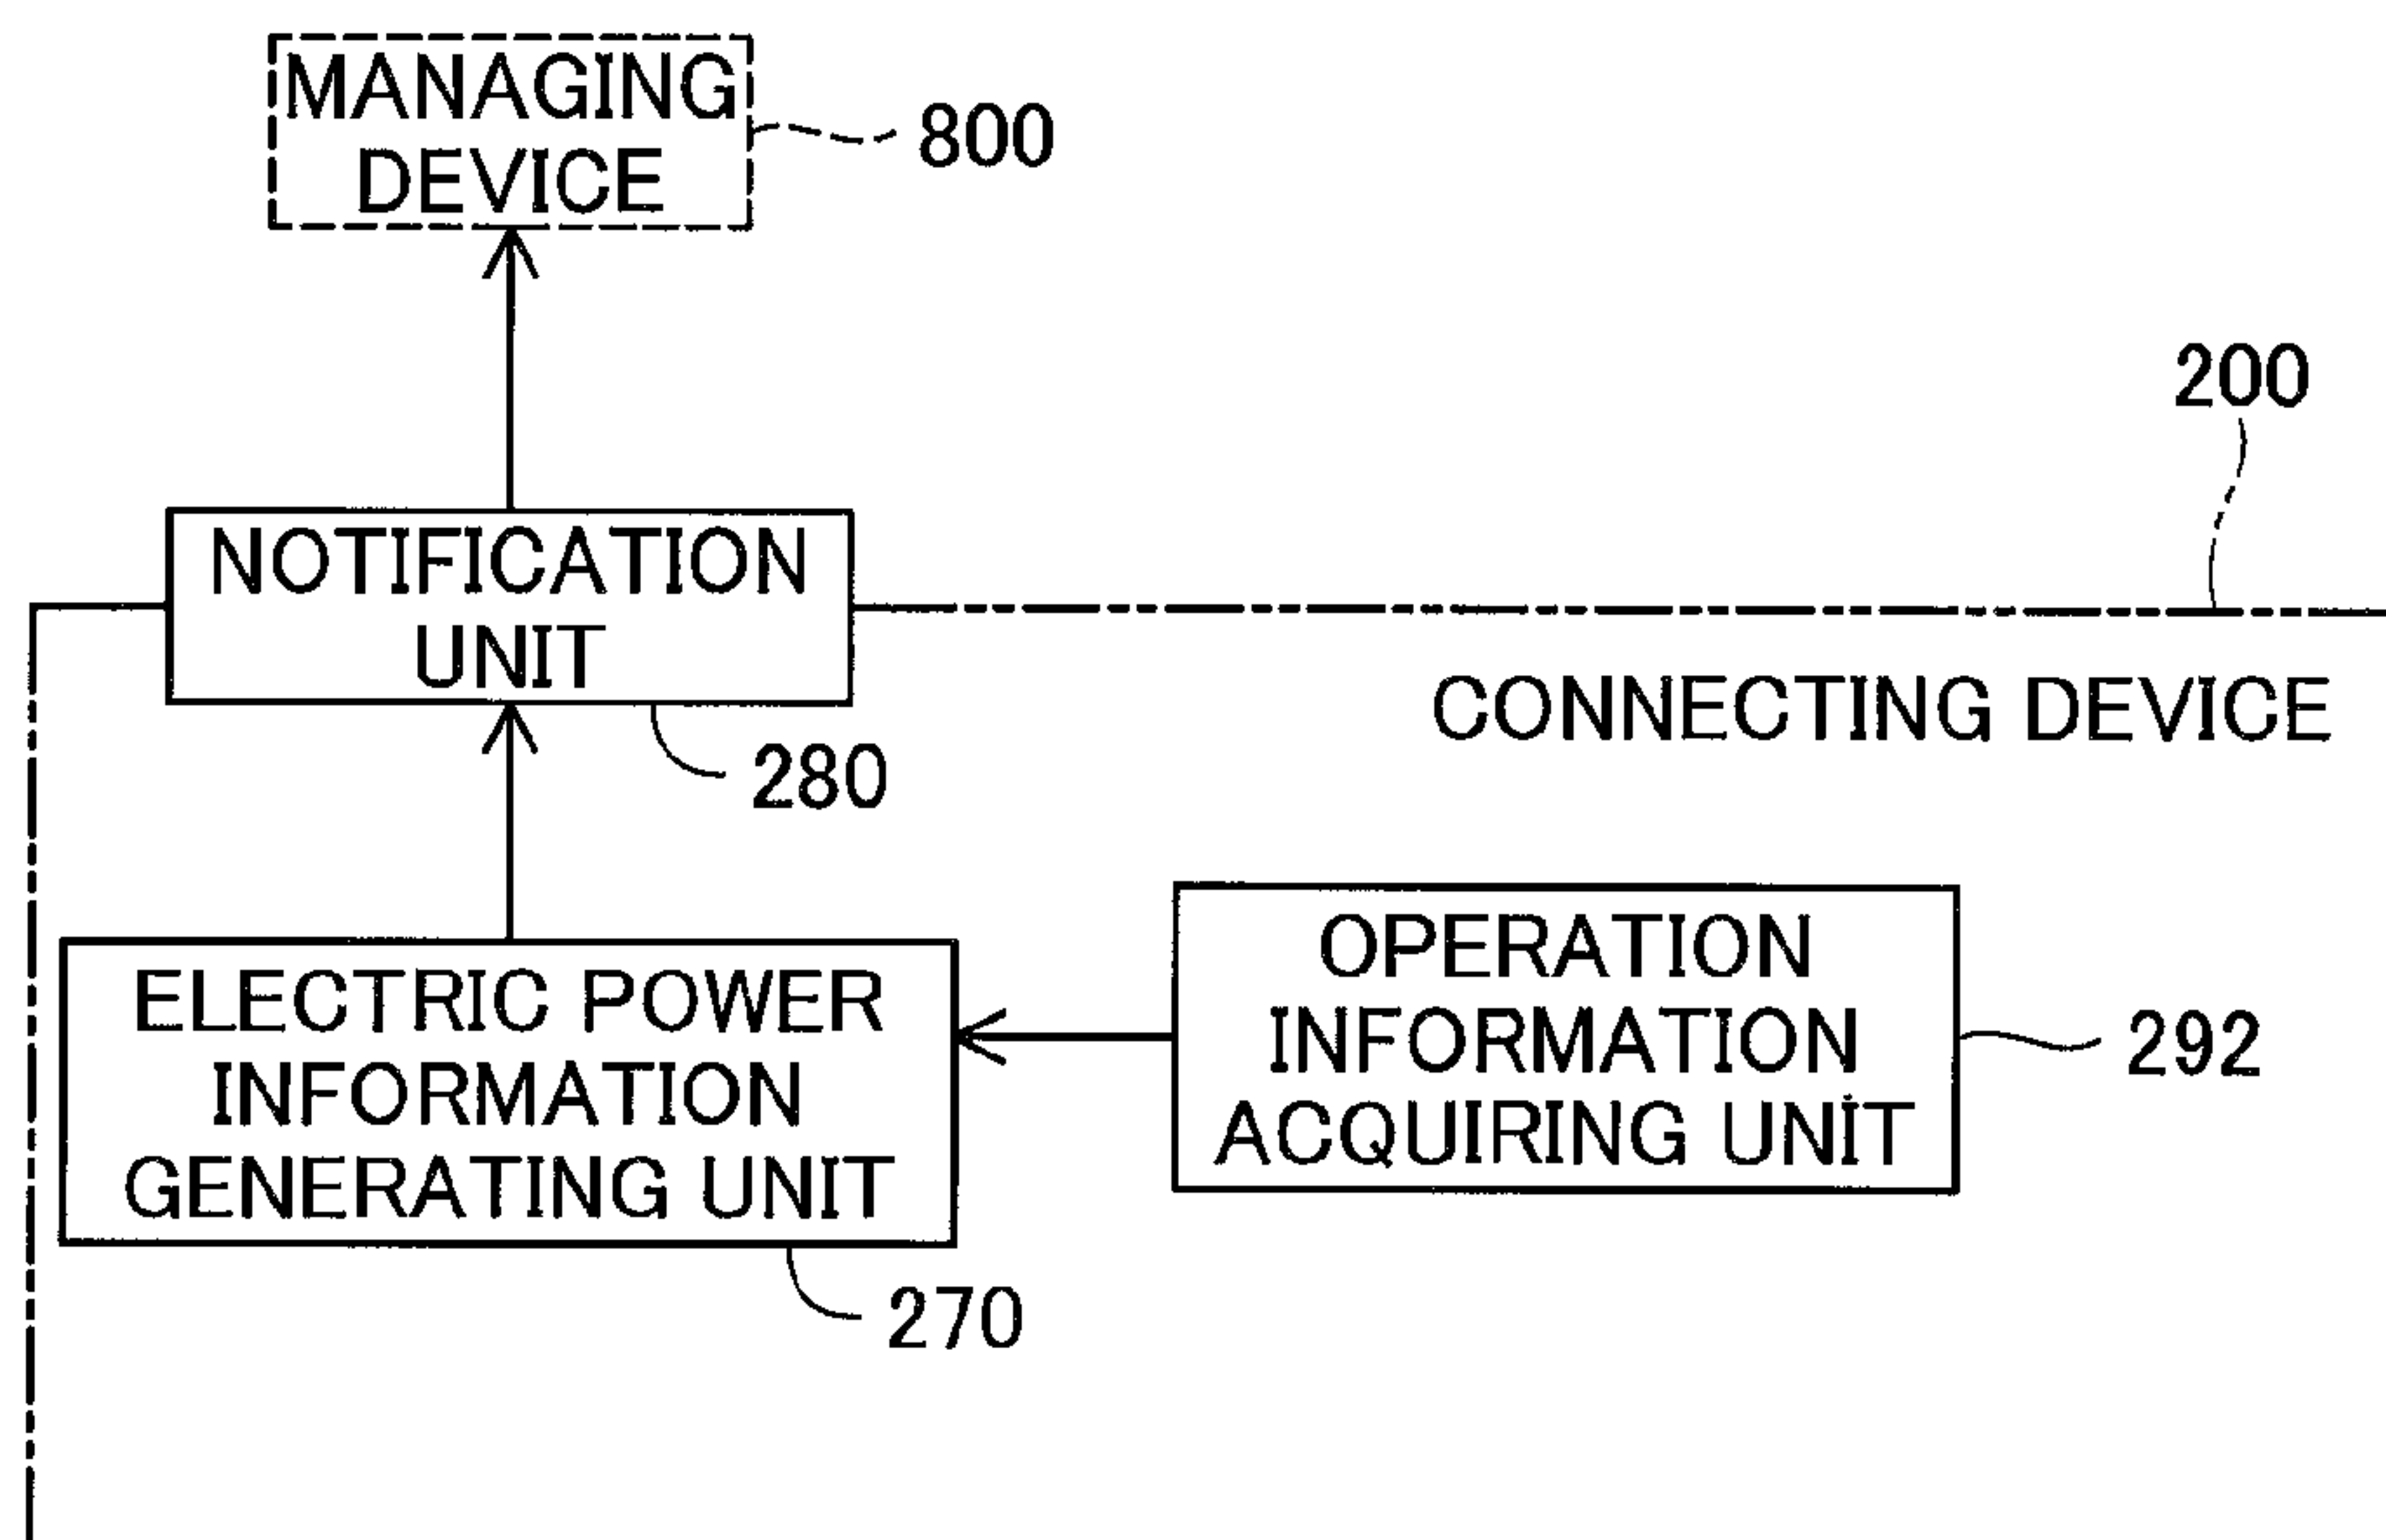 MANAGING
DEVICE
800
200
NOTIFICATION
UNIT
CONNECTING DEVICE
280
OPERATION
INFORMATION
ACQUIRING UNIT
292
ELECTRIC POWER
INFORMATION
GENERATING UNIT
270